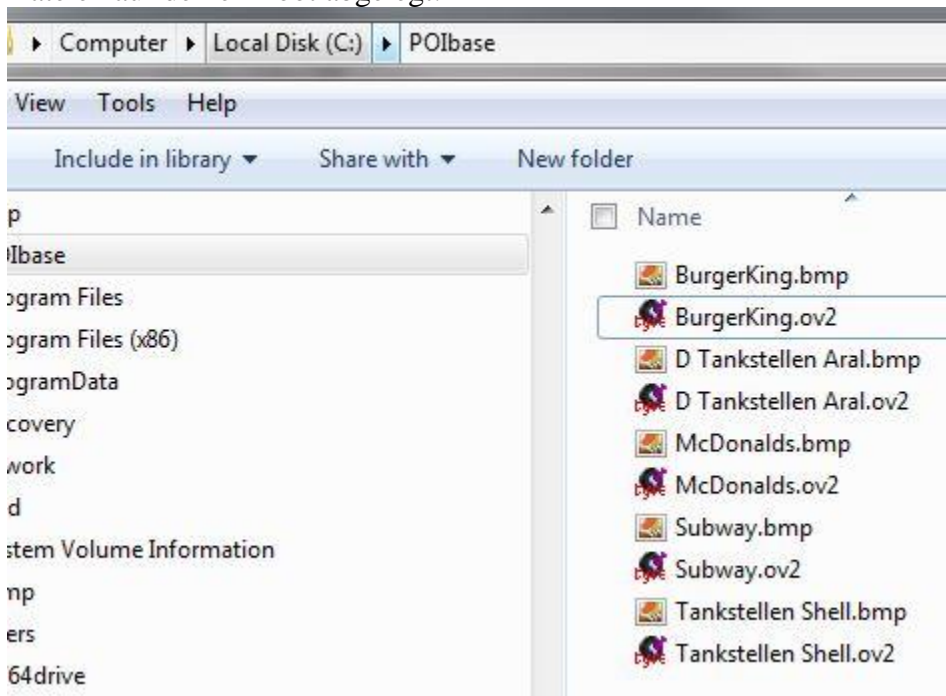 Computer Local Disk (C:) POIbase
View Tools Help
Include in library Share with New folder
p
Ibase
ogram Files
ogram Files (x86)
ogramData
covery
work
d
stem Volume Information
mp
ers
64drive
Name
BurgerKing.bmp
BurgerKing.ov2
D Tankstellen Aral.bmp
D Tankstellen Aral.ov2
McDonalds.bmp
McDonalds.ov2
Subway.bmp
Subway.ov2
Tankstellen Shell.bmp
Tankstellen Shell.ov2